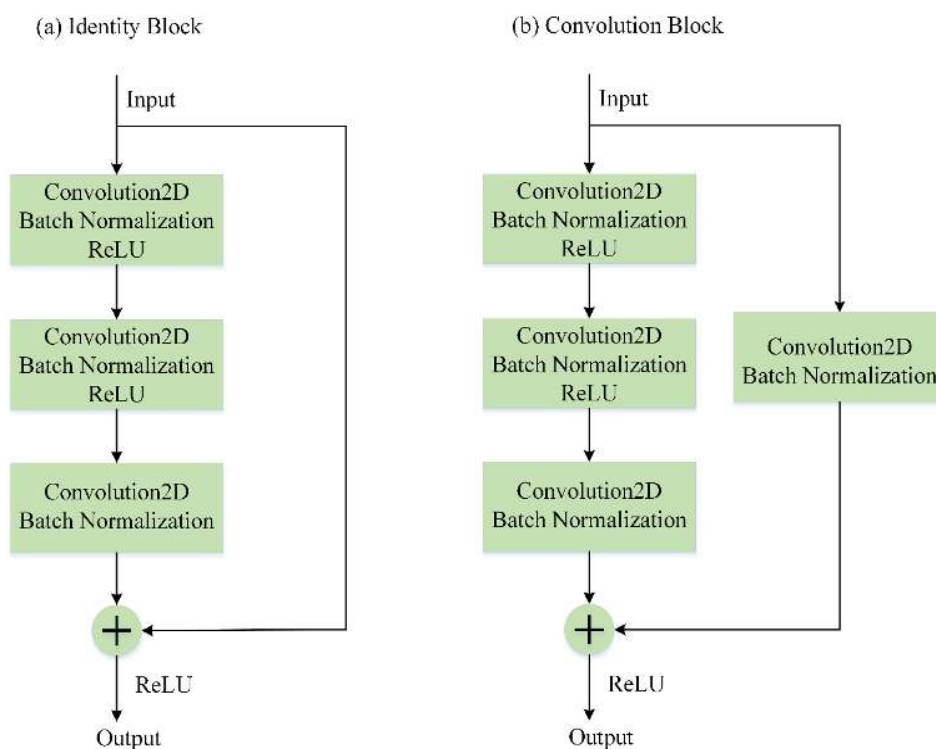 (a) Identity Block
Input
Convolution2D
Batch Normalization
ReLU
Convolution2D
Batch Normalization
ReLU
Convolution2D
Batch Normalization
+
ReLU
Output
(b) Convolution Block
Input
Convolution2D
Batch Normalization
ReLU
Convolution2D
Batch Normalization
ReLU
Convolution2D
Batch Normalization
Convolution2D
Batch Normalization
+
ReLU
Output